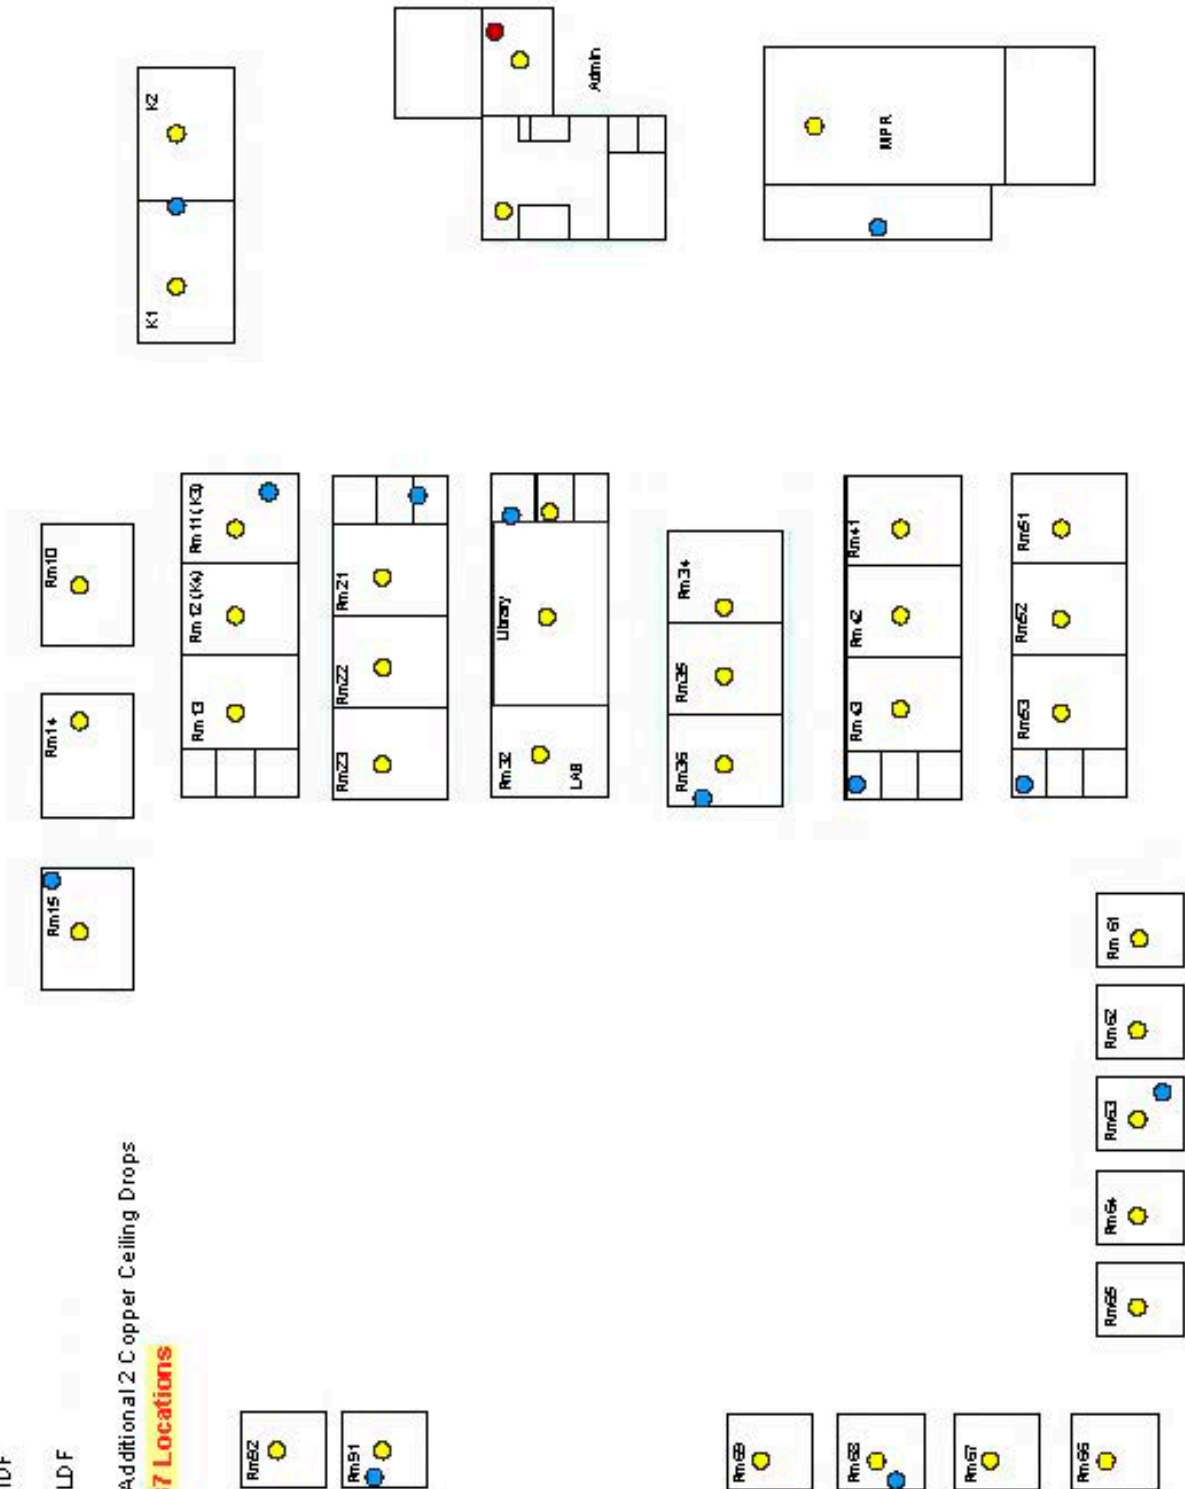 IDF
LDF
Additional 2 Copper Ceiling Drops
7 Locations
K2
K1
Admin
MPR
Rm10
Rm14
Rm15
Rm 11 (K3)
Rm 12 (K4)
Rm 13
Rm21
Rm22
Rm23
Library
Rm32
LAB
Rm34
Rm35
Rm36
Rm41
Rm 42
Rm 43
Rm51
Rm52
Rm53
Rm 61
Rm62
Rm63
Rm64
Rm65
Rm91
Rm69
Rm67
Rm66